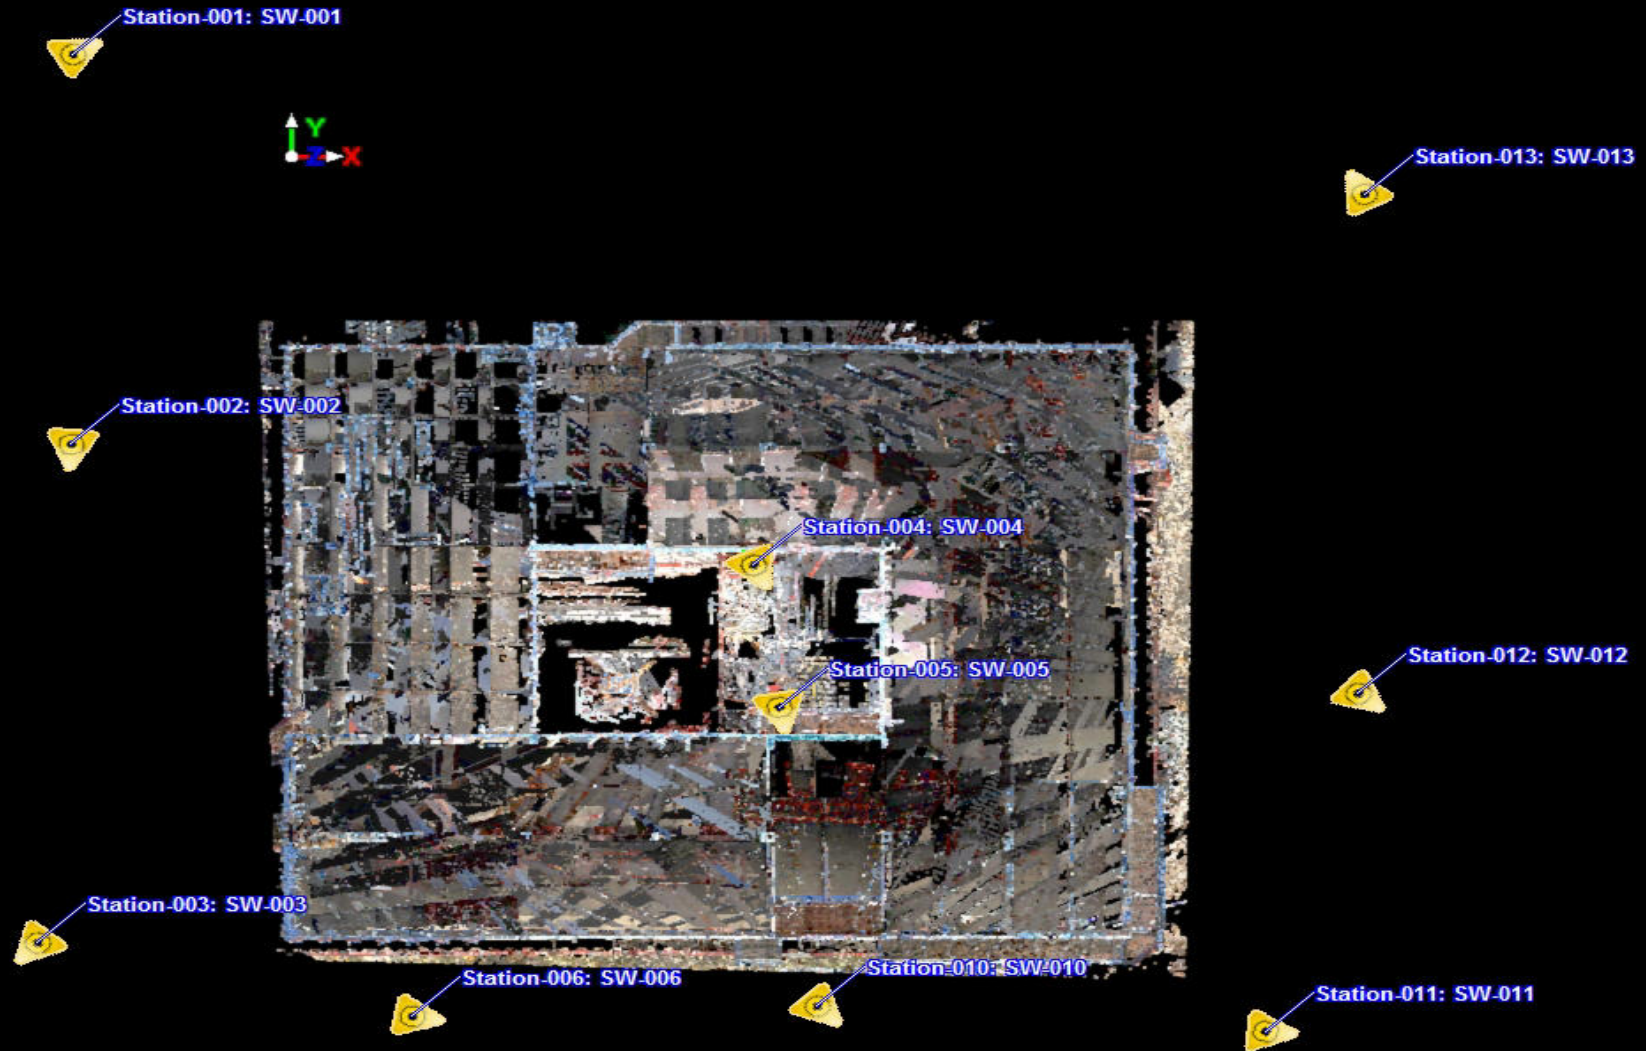 Station-001: SW-001
Y
Z X
Station-013: SW-013
Station-002: SW-002
Station-004: SW-004
Station-012: SW-012
Station-005: SW-005
Station-003: SW-003
Station-006: SW-006
Station-010: SW-010
Station-011: SW-011